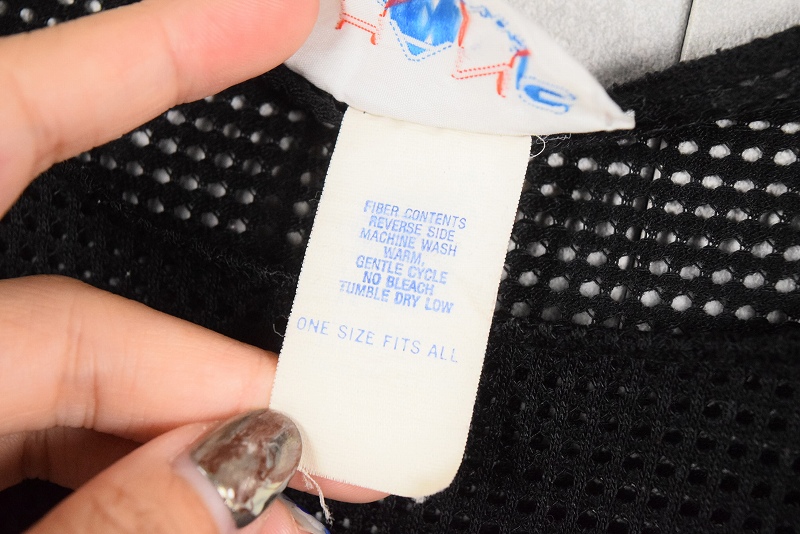 FIBER CONTENTS
REVERSE SIDE
MACHINE WASH
WARM,
GENTLE CYCLE
NO BLEACH
TUMBLE DRY LOW
ONE SIZE FITS ALL